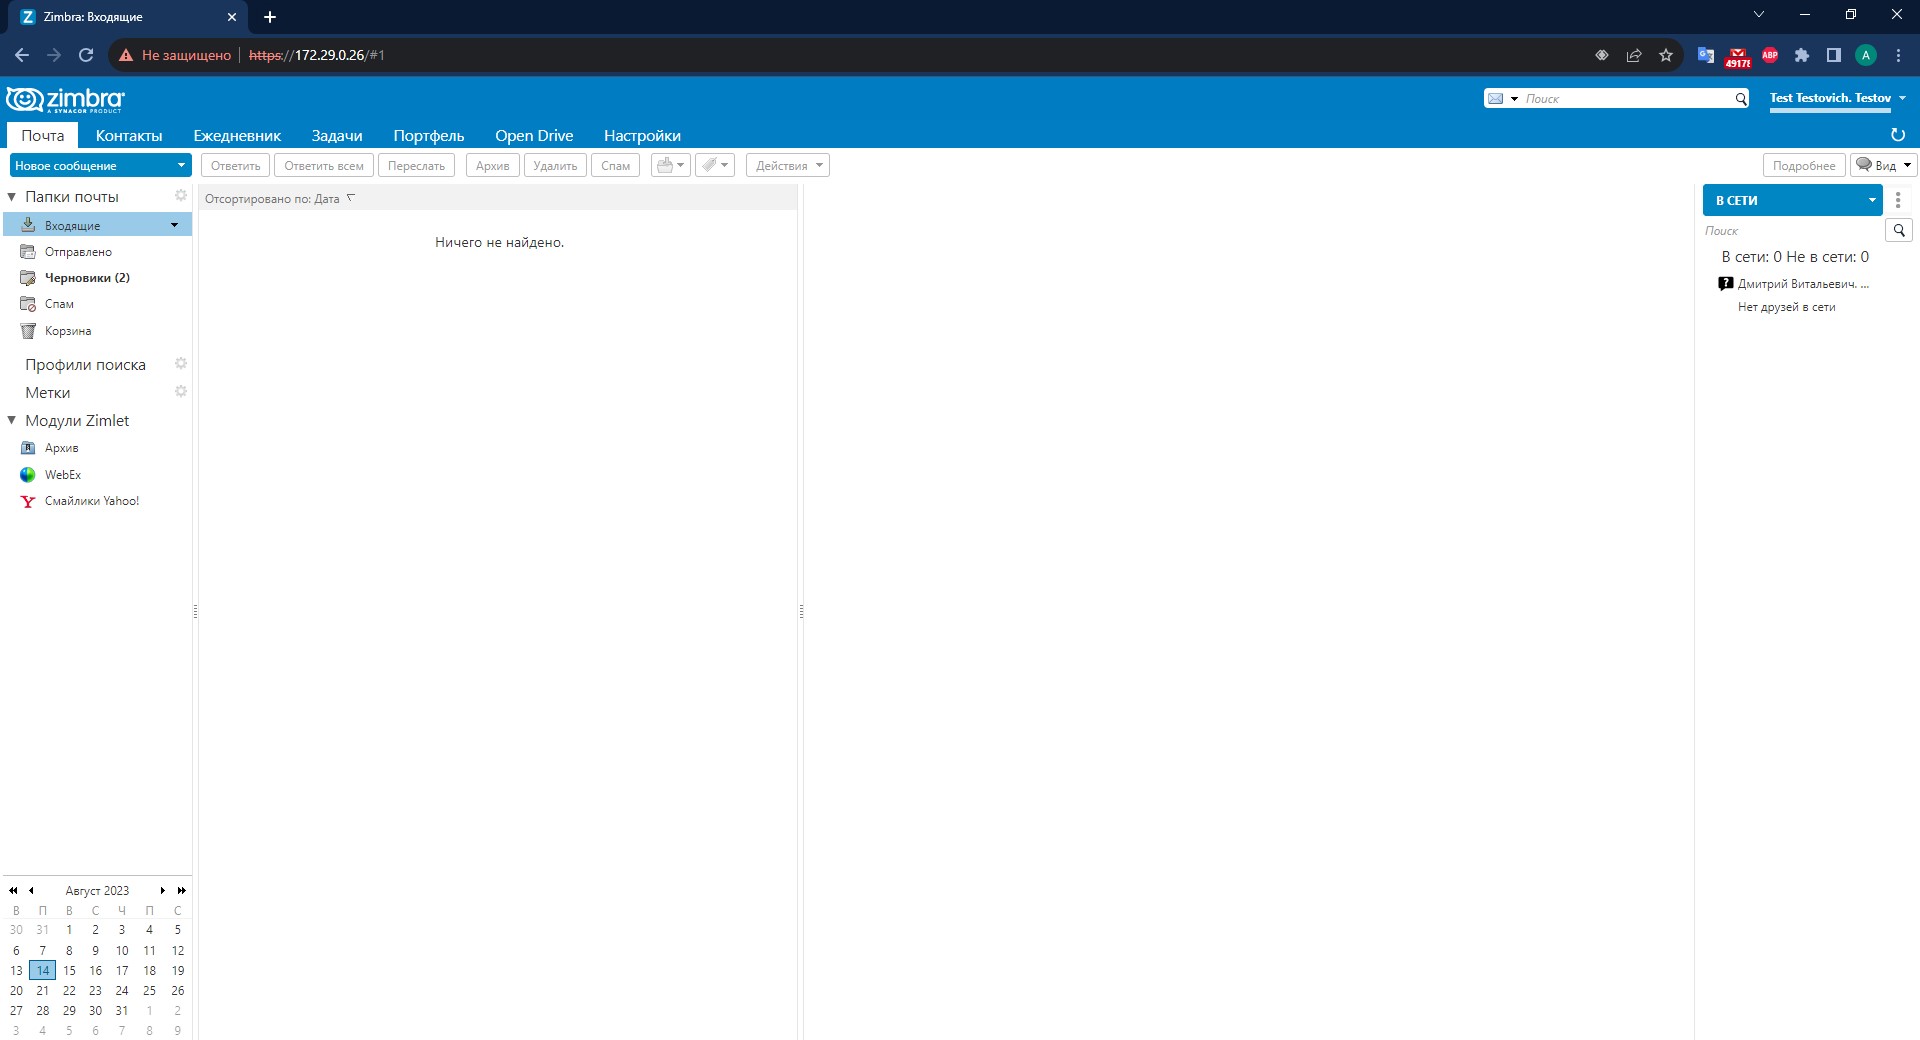 Zimbra: Входящие
Не защищено https://172.29.0.26/#1
49178 ABP A
zimbra
A SYNACOR PRODUCT
Поиск
Test Testovich. Testov
Почта Контакты Ежедневник Задачи Портфель Open Drive Настройки
Новое сообщение Ответить Ответить всем Переслать Архив Удалить Спам Действия Подробнее Вид
Папки почты
Входящие
Отправлено
Черновики (2)
Спам
Корзина
Профили поиска
Метки
Модули Zimlet
Архив
WebEx
Смайлики Yahoo!
Отсортировано по: Дата
Ничего не найдено.
В СЕТИ
Поиск
В сети: 0 Не в сети: 0
Дмитрий Витальевич. ...
Нет друзей в сети
Август 2023
В П В С Ч П С
30 31 1 2 3 4 5
6 7 8 9 10 11 12
13 14 15 16 17 18 19
20 21 22 23 24 25 26
27 28 29 30 31 1 2
3 4 5 6 7 8 9